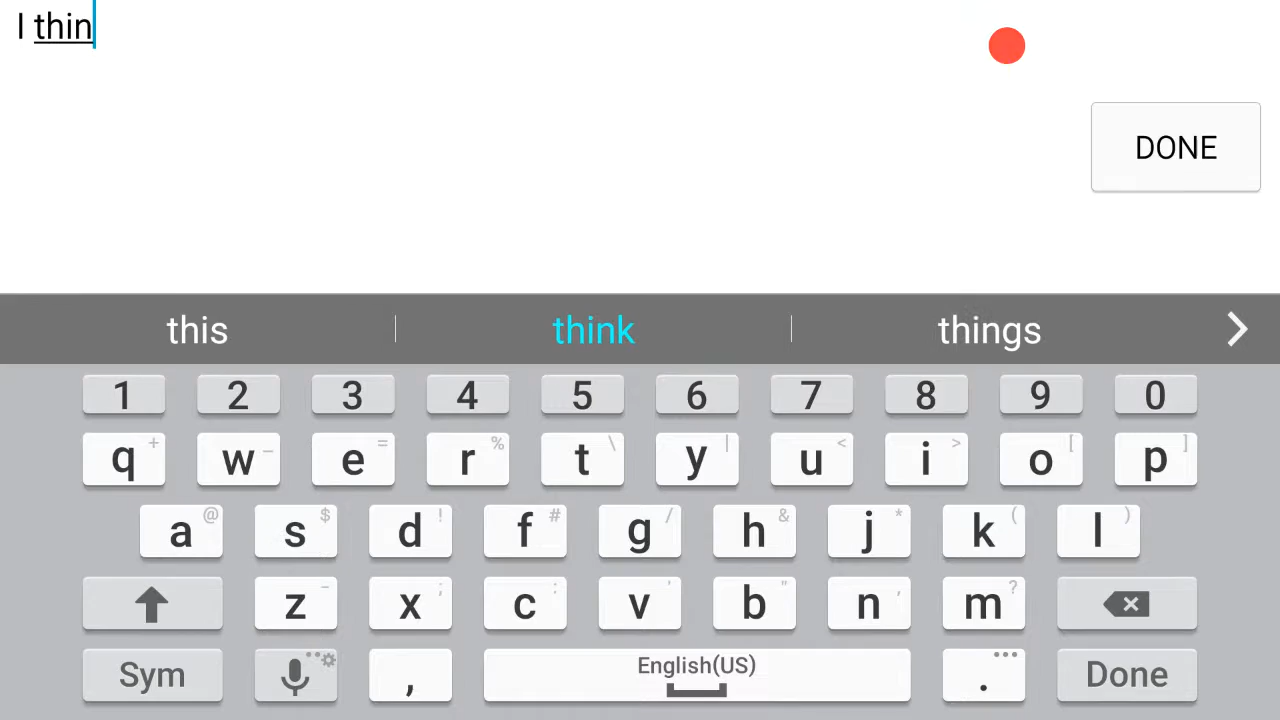 I thin
DONE
this think things
1 2 3 4 5 6 7 8 9 0
q + w - e = r % t \ y | u < i > o [ p ]
a @ s $ d ! f # g / h & j * k ( l )
z - x ; c : v ' b " n , m ?
Sym , English(US) . Done